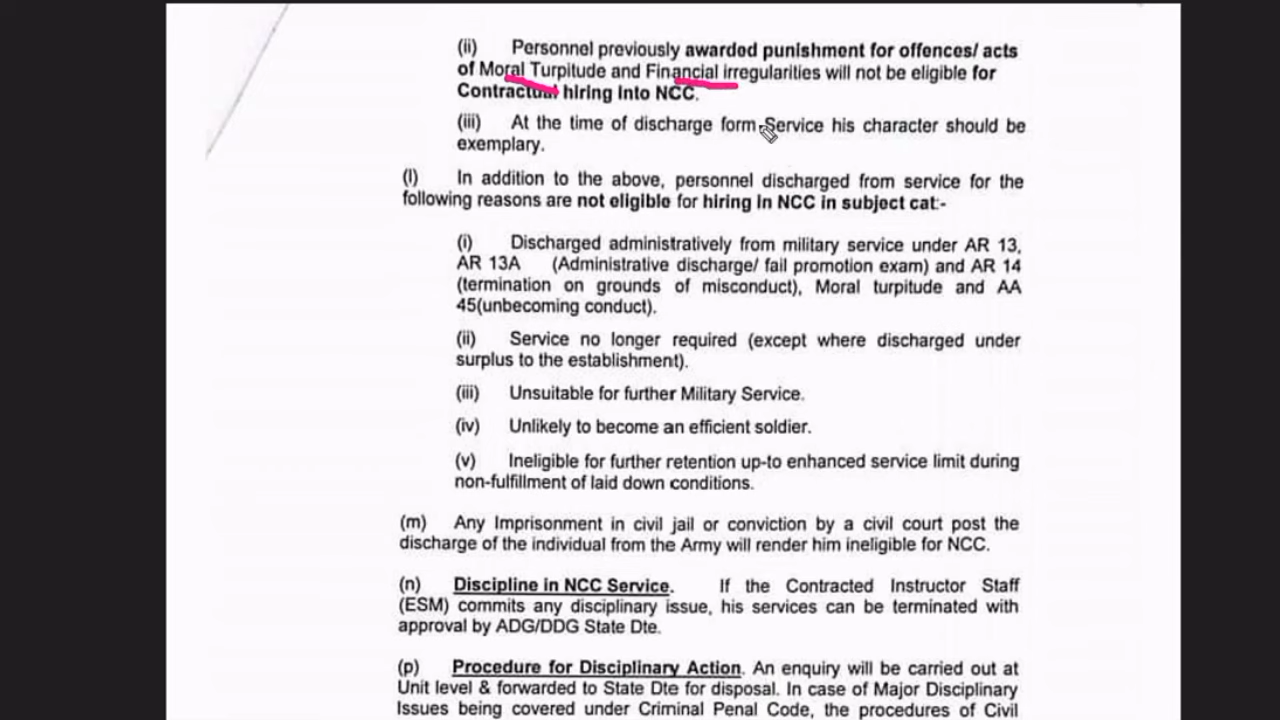 (ii) Personnel previously awarded punishment for offences/ acts
of Moral Turpitude and Financial irregularities will not be eligible for
Contractual hiring into NCC.
(iii) At the time of discharge form Service his character should be
exemplary.
(l) In addition to the above, personnel discharged from service for the
following reasons are not eligible for hiring in NCC in subject cat:-
(i) Discharged administratively from military service under AR 13,
AR 13A (Administrative discharge/ fail promotion exam) and AR 14
(termination on grounds of misconduct), Moral turpitude and AA
45(unbecoming conduct).
(ii) Service no longer required (except where discharged under
surplus to the establishment).
(iii) Unsuitable for further Military Service.
(iv) Unlikely to become an efficient soldier.
(v) Ineligible for further retention up-to enhanced service limit during
non-fulfillment of laid down conditions.
(m) Any Imprisonment in civil jail or conviction by a civil court post the
discharge of the individual from the Army will render him ineligible for NCC.
(n) Discipline in NCC Service. If the Contracted Instructor Staff
(ESM) commits any disciplinary issue, his services can be terminated with
approval by ADG/DDG State Dte.
(p) Procedure for Disciplinary Action. An enquiry will be carried out at
Unit level & forwarded to State Dte for disposal. In case of Major Disciplinary
Issues being covered under Criminal Penal Code, the procedures of Civil